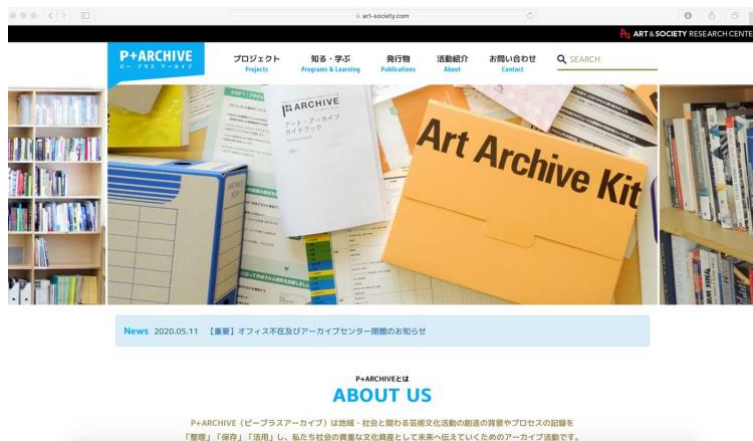 art-society.com
ART & SOCIETY RESEARCH CENTE
P+ARCHIVE
ピー プラス アーカイブ
プロジェクト 知る・学ぶ 発行物 活動紹介 お問い合わせ SEARCH
Projects Programs & Learning Publications About Contact
ARCHIVE
アート・アーカイブ
ガイドブック
Art Archive Kit
News 2020.05.11 【重要】オフィス不在及びアーカイブセンター閉館のお知らせ
P+ARCHIVEとは
ABOUT US
P+ARCHIVE（ピープラスアーカイブ）は地域・社会と関わる芸術文化活動の創造の背景やプロセスの記録を
「整理」「保存」「活用」し、私たち社会の貴重な文化資産として未来へ伝えていくためのアーカイブ活動です。